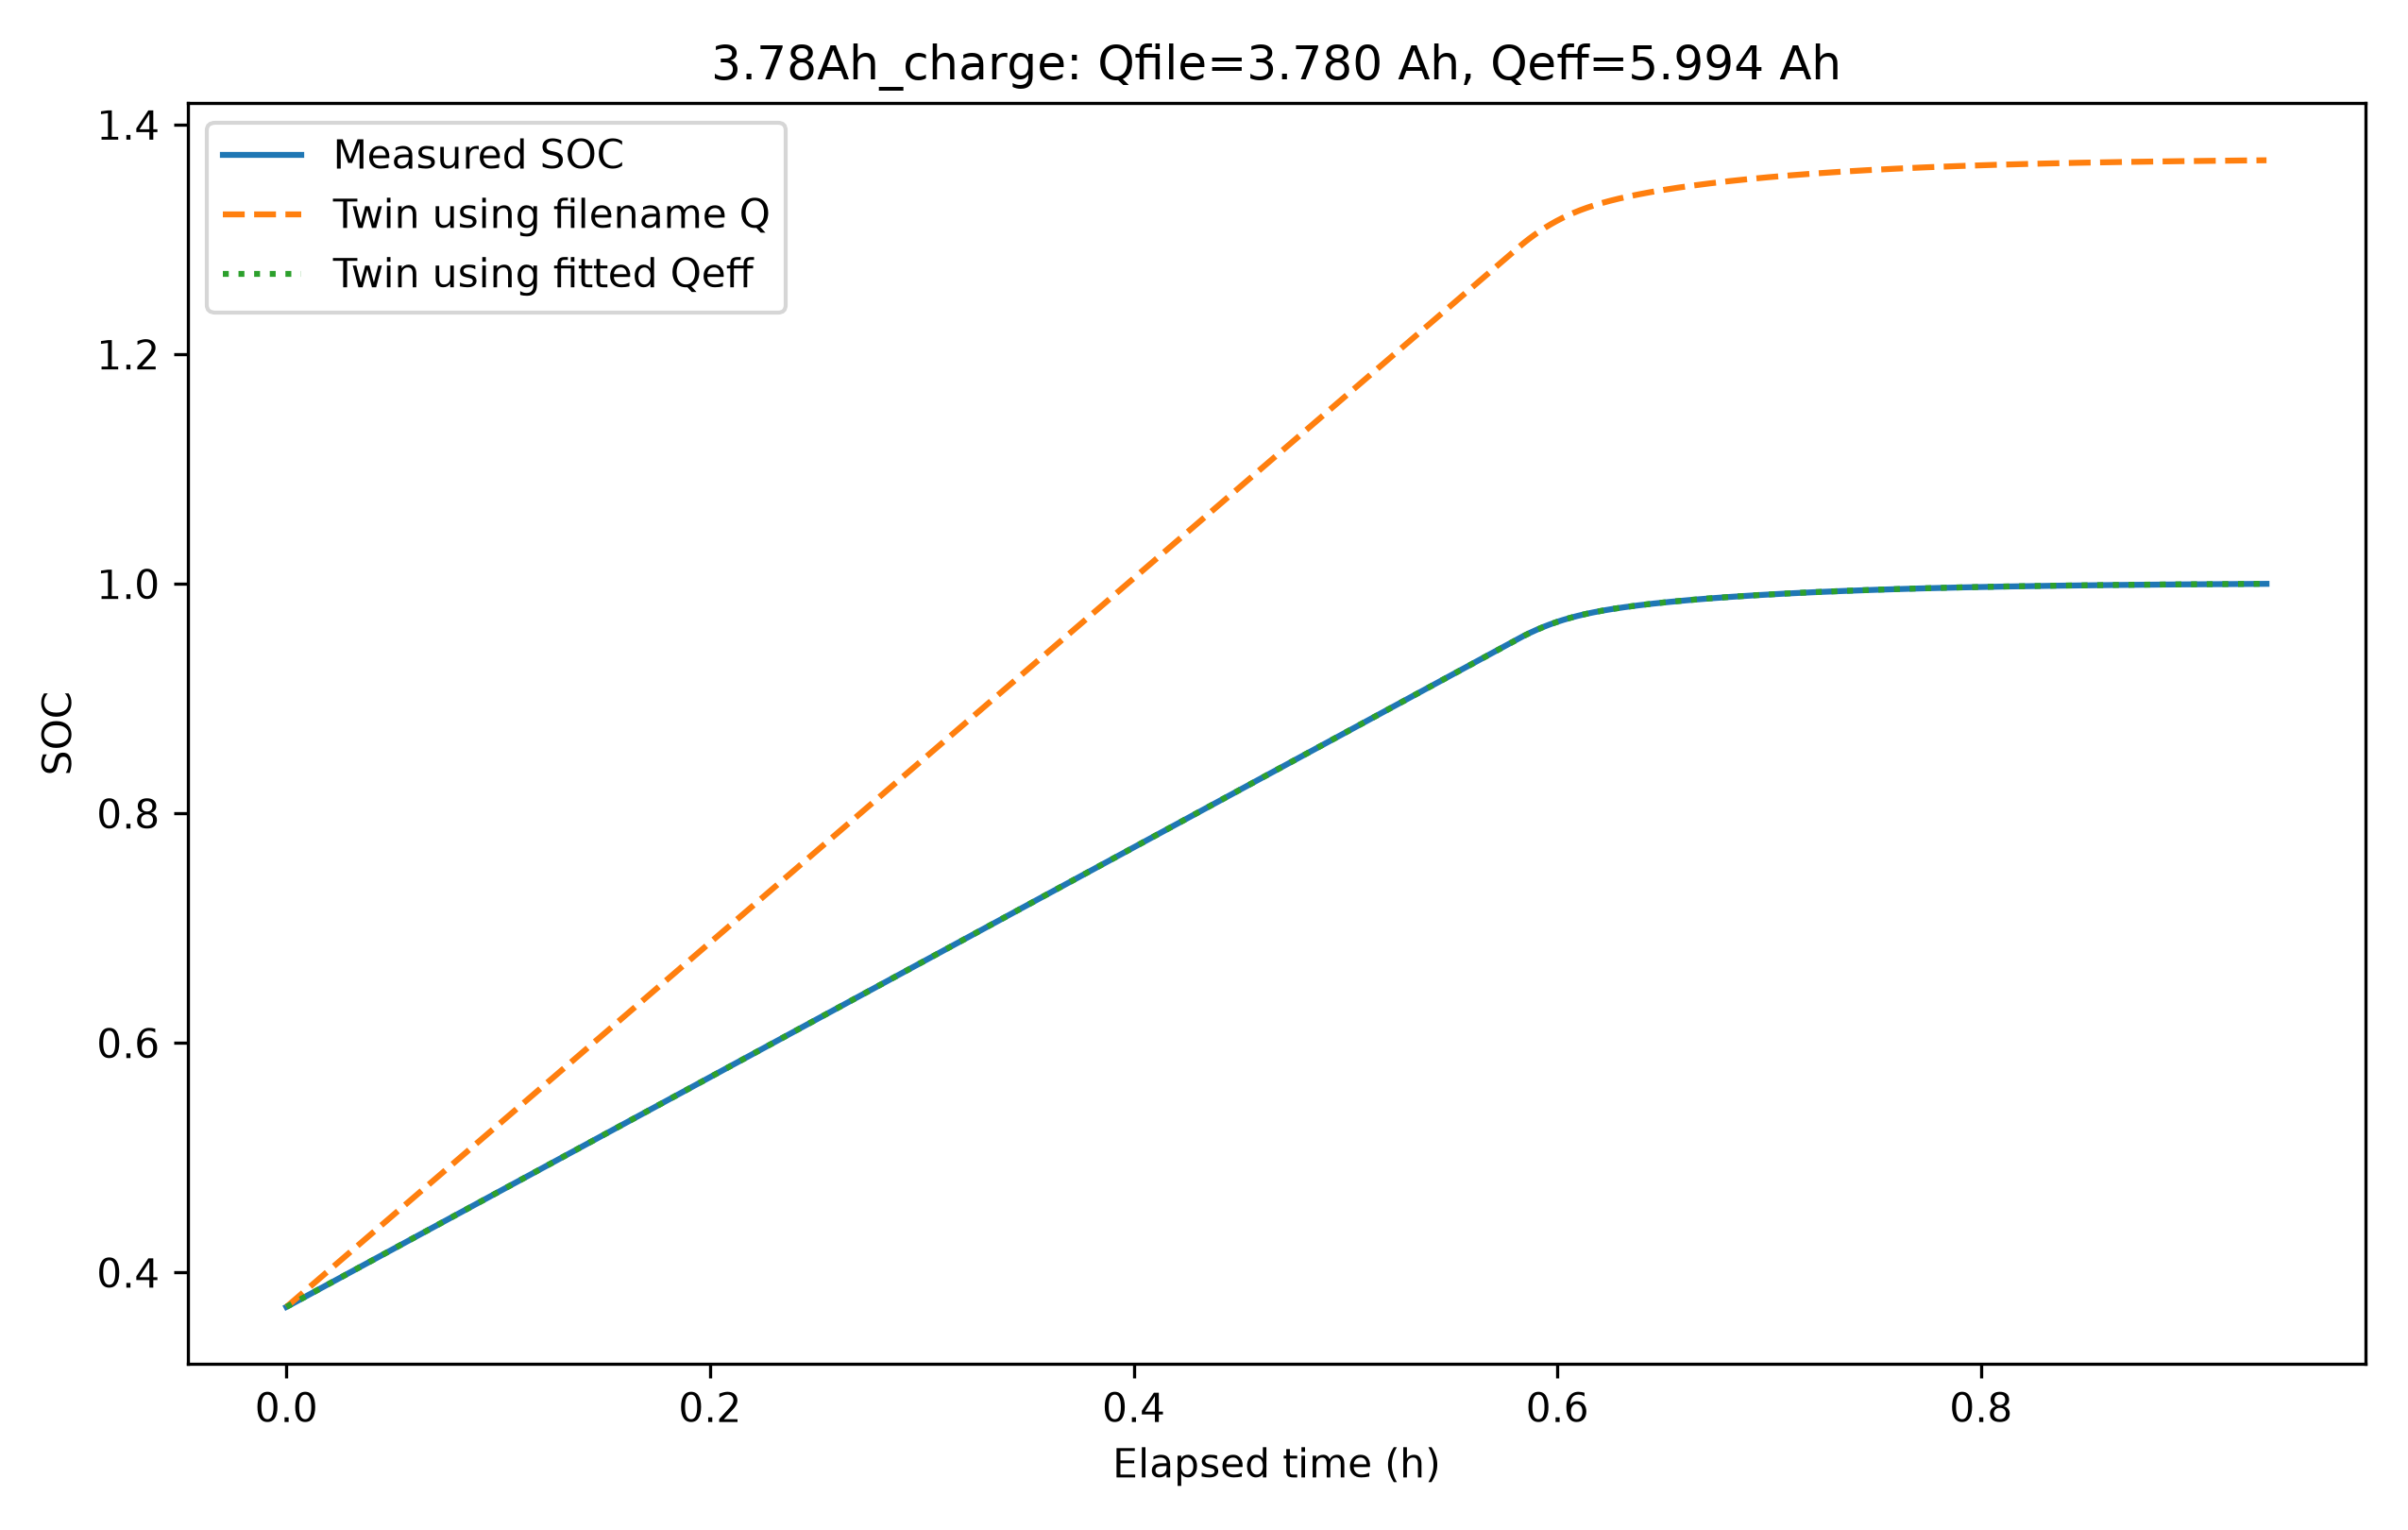 3.78Ah_charge: Qfile=3.780 Ah, Qeff=5.994 Ah
Measured SOC
Twin using filename Q
Twin using fitted Qeff
1.4
1.2
1.0
0.8
0.6
0.4
SOC
0.0 0.2 0.4 0.6 0.8
Elapsed time (h)